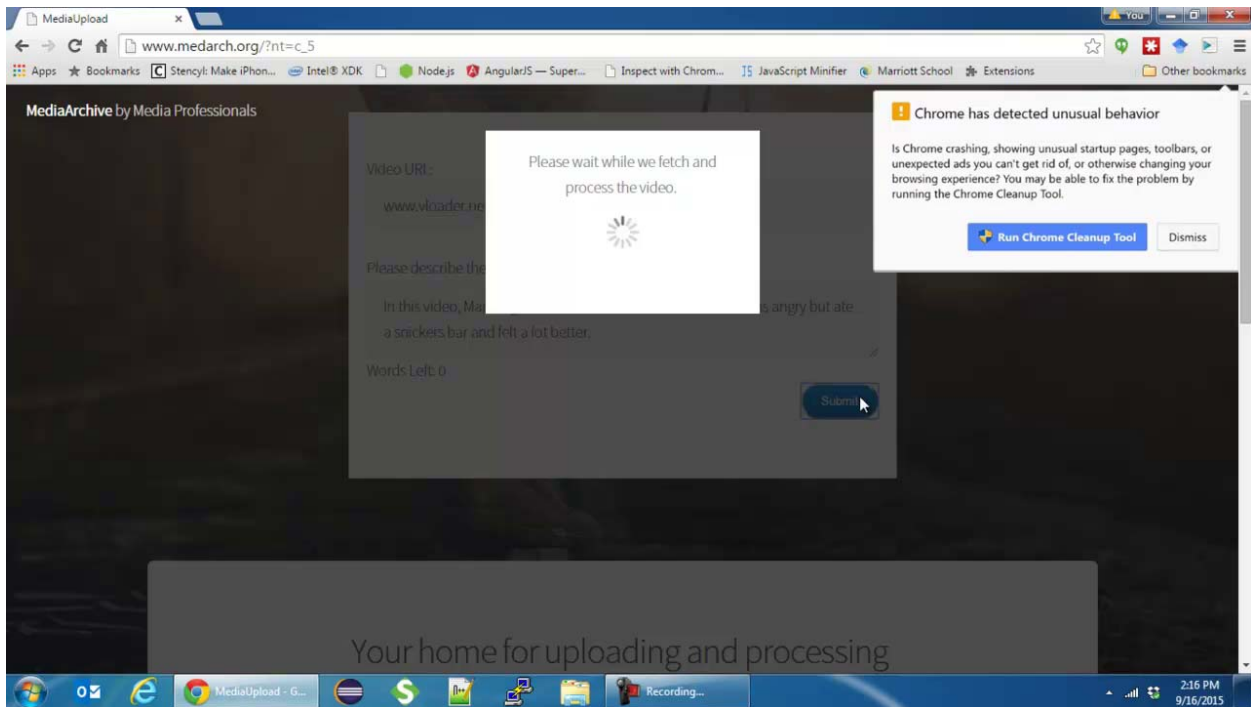 MediaUpload
You
www.medarch.org/?nt=c_5
Apps
Bookmarks
Stencyl: Make iPhon...
Intel® XDK
Node.js
AngularJS — Super...
Inspect with Chrom...
JavaScript Minifier
Marriott School
Extensions
Other bookmarks
MediaArchive by Media Professionals
Chrome has detected unusual behavior
Is Chrome crashing, showing unusual startup pages, toolbars, or
unexpected ads you can't get rid of, or otherwise changing your
browsing experience? You may be able to fix the problem by
running the Chrome Cleanup Tool.
Run Chrome Cleanup Tool
Dismiss
Please wait while we fetch and
process the video.
Video URL:
www.vloader.ne
Please describe the
In this video, Ma
is angry but ate
a snickers bar and felt a lot better.
Words Left: 0
Submit
Your home for uploading and processing
MediaUpload - G...
Recording...
2:16 PM
9/16/2015